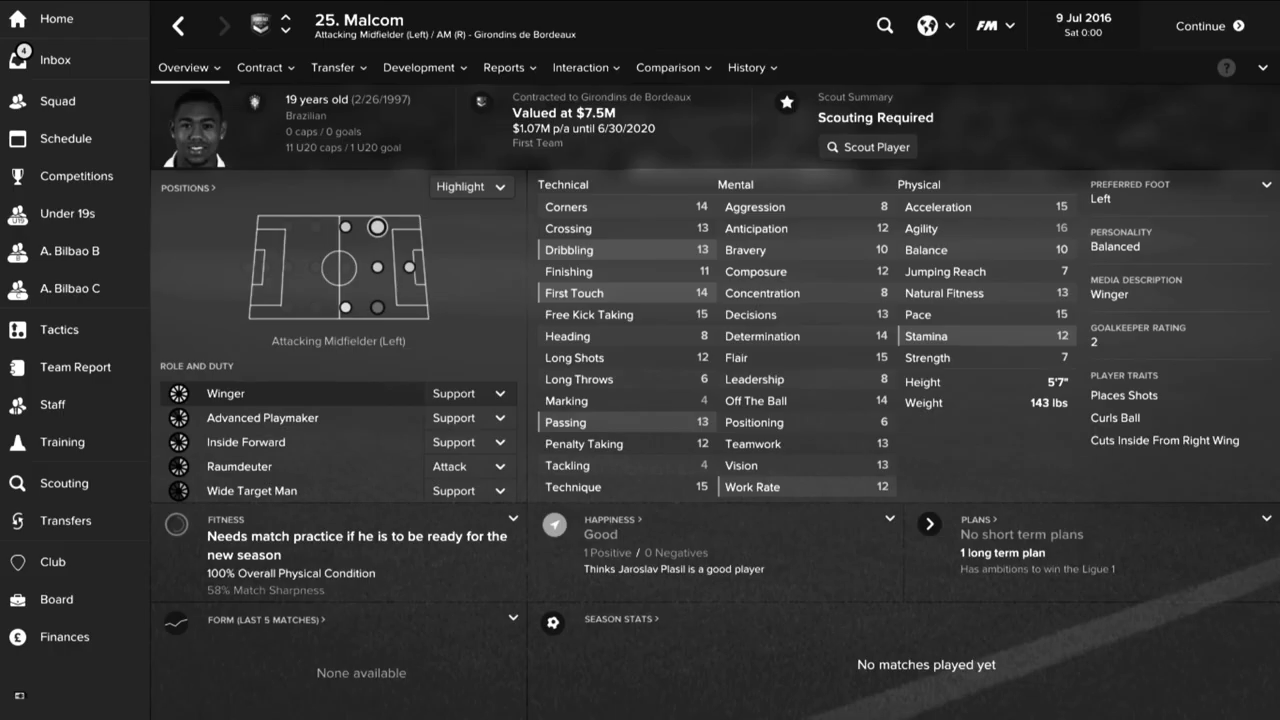 Home
4
Inbox
Squad
Schedule
Competitions
Under 19s
A. Bilbao B
A. Bilbao C
Tactics
Team Report
Staff
Training
Scouting
Transfers
Club
Board
Finances
25. Malcom
Attacking Midfielder (Left) / AM (R) - Girondins de Bordeaux
FM
9 Jul 2016
Sat 0:00
Continue
Overview Contract Transfer Development Reports Interaction Comparison History
?
19 years old (2/26/1997)
Brazilian
0 caps / 0 goals
11 U20 caps / 1 U20 goal
Contracted to Girondins de Bordeaux
Valued at $7.5M
$1.07M p/a until 6/30/2020
First Team
Scout Summary
Scouting Required
Scout Player
POSITIONS >
Highlight
Attacking Midfielder (Left)
ROLE AND DUTY
Winger Support
Advanced Playmaker Support
Inside Forward Support
Raumdeuter Attack
Wide Target Man Support
Technical
Corners 14
Crossing 13
Dribbling 13
Finishing 11
First Touch 14
Free Kick Taking 15
Heading 8
Long Shots 12
Long Throws 6
Marking 4
Passing 13
Penalty Taking 12
Tackling 4
Technique 15
Mental
Aggression 8
Anticipation 12
Bravery 10
Composure 12
Concentration 8
Decisions 13
Determination 14
Flair 15
Leadership 8
Off The Ball 14
Positioning 6
Teamwork 13
Vision 13
Work Rate 12
Physical
Acceleration 15
Agility 16
Balance 10
Jumping Reach 7
Natural Fitness 13
Pace 15
Stamina 12
Strength 7
Height 5'7"
Weight 143 lbs
PREFERRED FOOT
Left
PERSONALITY
Balanced
MEDIA DESCRIPTION
Winger
GOALKEEPER RATING
2
PLAYER TRAITS
Places Shots
Curls Ball
Cuts Inside From Right Wing
FITNESS
Needs match practice if he is to be ready for the
new season
100% Overall Physical Condition
58% Match Sharpness
HAPPINESS >
Good
1 Positive / 0 Negatives
Thinks Jaroslav Plasil is a good player
PLANS >
No short term plans
1 long term plan
Has ambitions to win the Ligue 1
FORM (LAST 5 MATCHES) >
None available
SEASON STATS >
No matches played yet